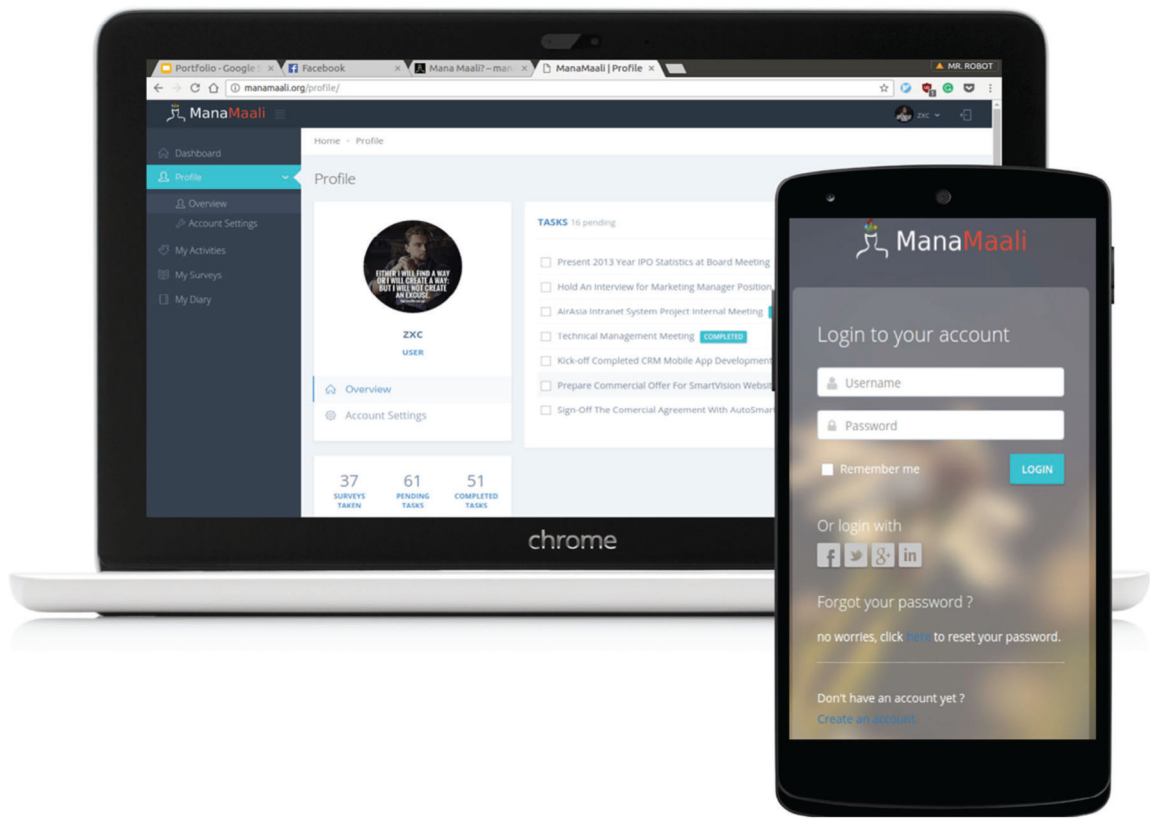 Portfolio - Google S
Facebook
Mana Maali? – man
ManaMaali | Profile
MR. ROBOT
manamaali.org/profile/
ManaMaali
zxc
Home
Profile
Dashboard
Profile
Overview
Account Settings
My Activities
My Surveys
My Diary
Profile
EITHER I WILL FIND A WAY
OR I WILL CREATE A WAY;
BUT I WILL NOT CREATE
AN EXCUSE.
ZXC
USER
Overview
Account Settings
37
SURVEYS
TAKEN
61
PENDING
TASKS
51
COMPLETED
TASKS
TASKS 16 pending
Present 2013 Year IPO Statistics at Board Meeting
Hold An Interview for Marketing Manager Position
AirAsia Intranet System Project Internal Meeting
Technical Management Meeting COMPLETED
Kick-off Completed CRM Mobile App Development
Prepare Commercial Offer For SmartVision Websit
Sign-Off The Comercial Agreement With AutoSmar
chrome
ManaMaali
Login to your account
Username
Password
Remember me
LOGIN
Or login with
f g+ in
Forgot your password ?
no worries, click here to reset your password.
Don't have an account yet ?
Create an account